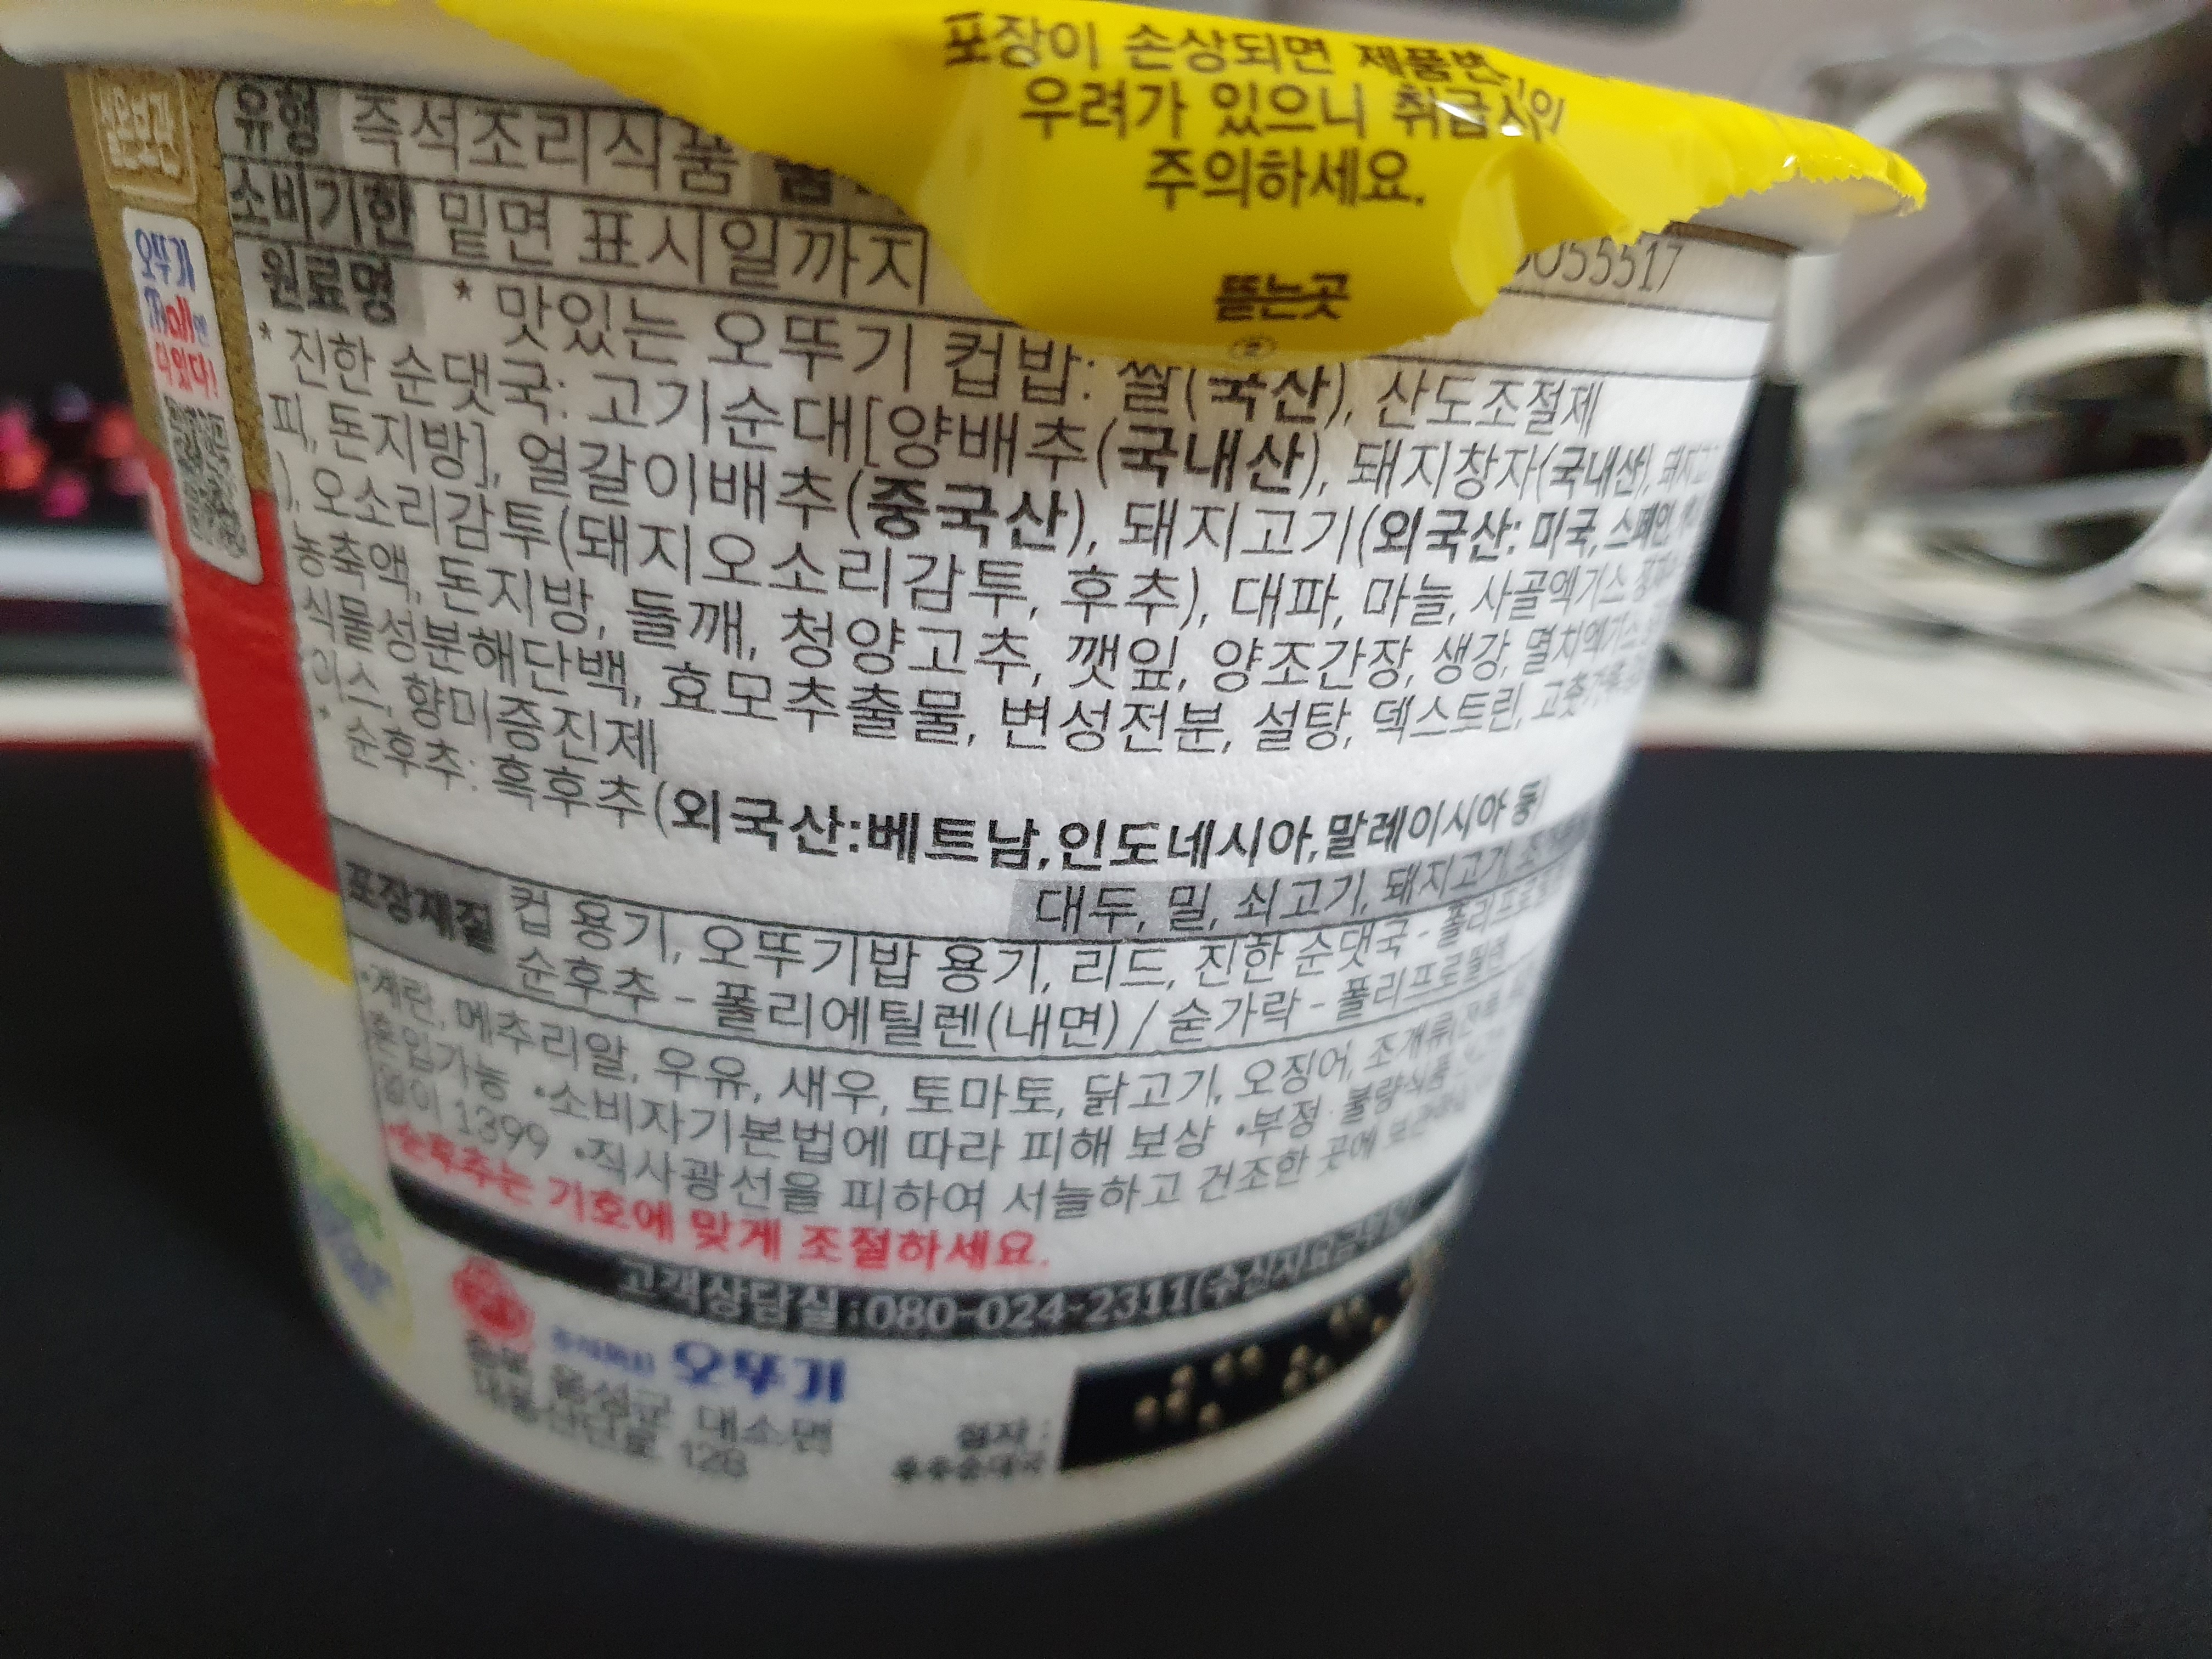 포장이 손상되면 제품변
우려가 있으니 취급시
주의하세요.
뜯는곳
실온보관
오뚜기
다있다!
유형 즉석조리식품
소비기한 밑면 표시일까지
55517
원료명 * 맛있는 오뚜기 컵밥: 쌀(국산), 산도조절제
* 진한 순댓국: 고기순대[양배추(국내산), 돼지창자(국내산),
피, 돈지방], 얼갈이배추(중국산), 돼지고기(외국산: 미국, 스페인,
), 오소리감투(돼지오소리감투, 후추), 대파, 마늘, 사골엑기스
농축액, 돈지방, 들깨, 청양고추, 깻잎, 양조간장, 생강, 멸치엑기스
식물성분해단백, 효모추출물, 변성전분, 설탕, 덱스트린,
이스, 향미증진제
* 순후추: 흑후추(외국산:베트남,인도네시아,말레이시아 등)
대두, 밀, 쇠고기, 돼지고기,
포장재질 컵 용기, 오뚜기밥 용기, 리드, 진한 순댓국 -
순후추 - 폴리에틸렌(내면) / 숟가락 - 폴리프로필렌
•계란, 메추리알, 우유, 새우, 토마토, 닭고기, 오징어, 조개류
혼입가능 •소비자기본법에 따라 피해 보상 •부정·불량식품
없이 1399 •직사광선을 피하여 서늘하고 건조한 곳에
•순후추는 기호에 맞게 조절하세요.
고객상담실:080-024-2311(수신자
주식회사 오뚜기
음성군 대소면
128
점자 :